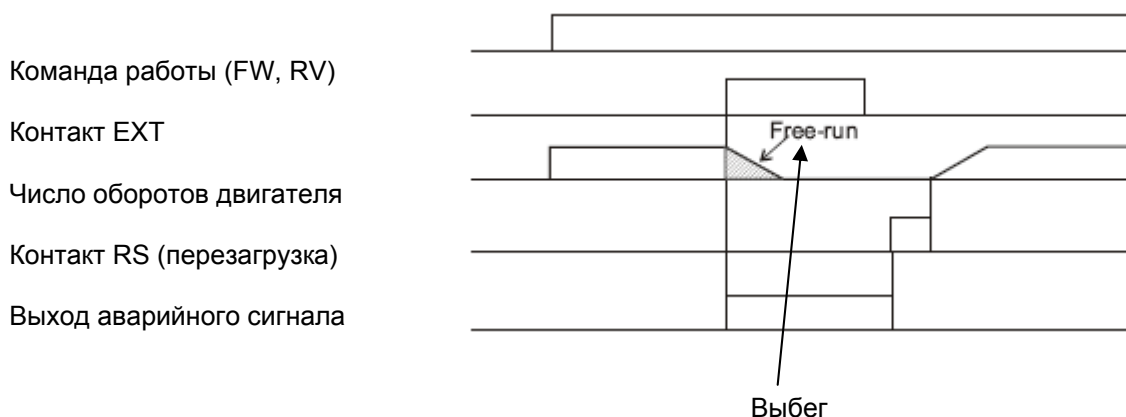 Команда работы (FW, RV)
Контакт EXT
Free-run
Число оборотов двигателя
Контакт RS (перезагрузка)
Выход аварийного сигнала
Выбег